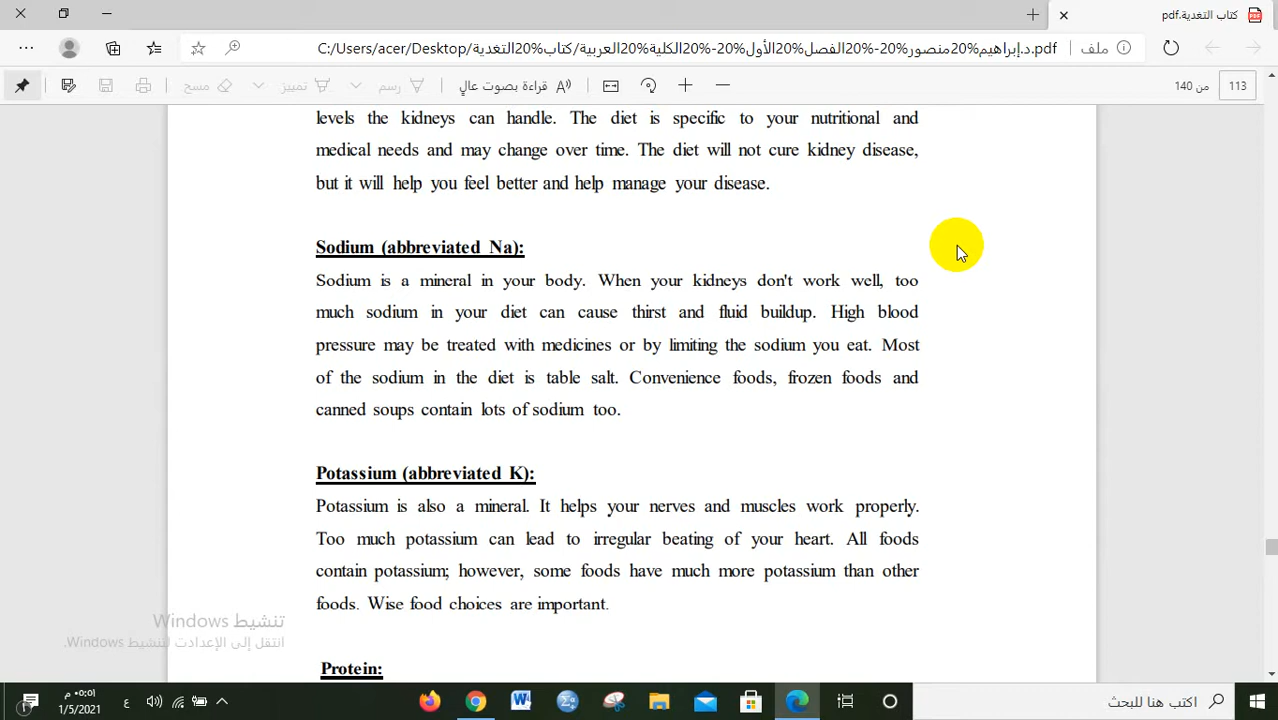 كتاب التغدية.pdf
C:/Users/acer/Desktop/كتاب%20التغدية/الكلية%20العربية%20-%20الفصل%20الأول%20-%20د.إبراهيم%20منصور.pdf
ملف
113
من 140
قراءة بصوت عالٍ
رسم
تمييز
مسح
levels the kidneys can handle. The diet is specific to your nutritional and
medical needs and may change over time. The diet will not cure kidney disease,
but it will help you feel better and help manage your disease.
Sodium (abbreviated Na):
Sodium is a mineral in your body. When your kidneys don't work well, too
much sodium in your diet can cause thirst and fluid buildup. High blood
pressure may be treated with medicines or by limiting the sodium you eat. Most
of the sodium in the diet is table salt. Convenience foods, frozen foods and
canned soups contain lots of sodium too.
Potassium (abbreviated K):
Potassium is also a mineral. It helps your nerves and muscles work properly.
Too much potassium can lead to irregular beating of your heart. All foods
contain potassium; however, some foods have much more potassium than other
foods. Wise food choices are important.
تنشيط Windows
انتقل إلى الإعدادت لتنشيط Windows.
Protein:
اكتب هنا للبحث
ع
٠٥:٥١ م
1/5/2021